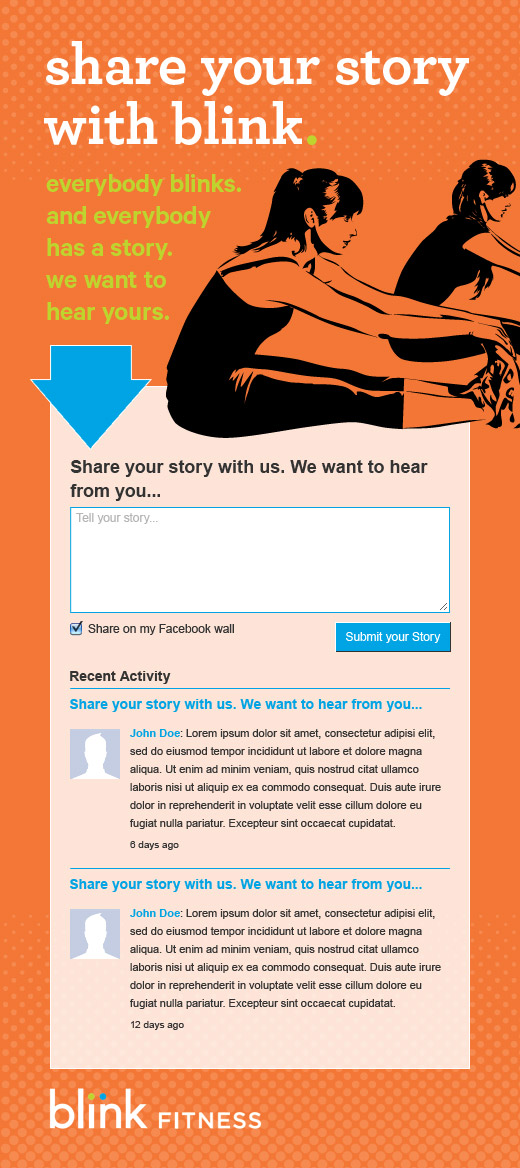 share your story
with blink.
everybody blinks.
and everybody
has a story.
we want to
hear yours.
Share your story with us. We want to hear
from you...
Tell your story...
Share on my Facebook wall
Submit your Story
Recent Activity
Share your story with us. We want to hear from you...
John Doe: Lorem ipsum dolor sit amet, consectetur adipisi elit,
sed do eiusmod tempor incididunt ut labore et dolore magna
aliqua. Ut enim ad minim veniam, quis nostrud citat ullamco
laboris nisi ut aliquip ex ea commodo consequat. Duis aute irure
dolor in reprehenderit in voluptate velit esse cillum dolore eu
fugiat nulla pariatur. Excepteur sint occaecat cupidatat.
6 days ago
Share your story with us. We want to hear from you...
John Doe: Lorem ipsum dolor sit amet, consectetur adipisi elit,
sed do eiusmod tempor incididunt ut labore et dolore magna
aliqua. Ut enim ad minim veniam, quis nostrud citat ullamco
laboris nisi ut aliquip ex ea commodo consequat. Duis aute irure
dolor in reprehenderit in voluptate velit esse cillum dolore eu
fugiat nulla pariatur. Excepteur sint occaecat cupidatat.
12 days ago
blink FITNESS